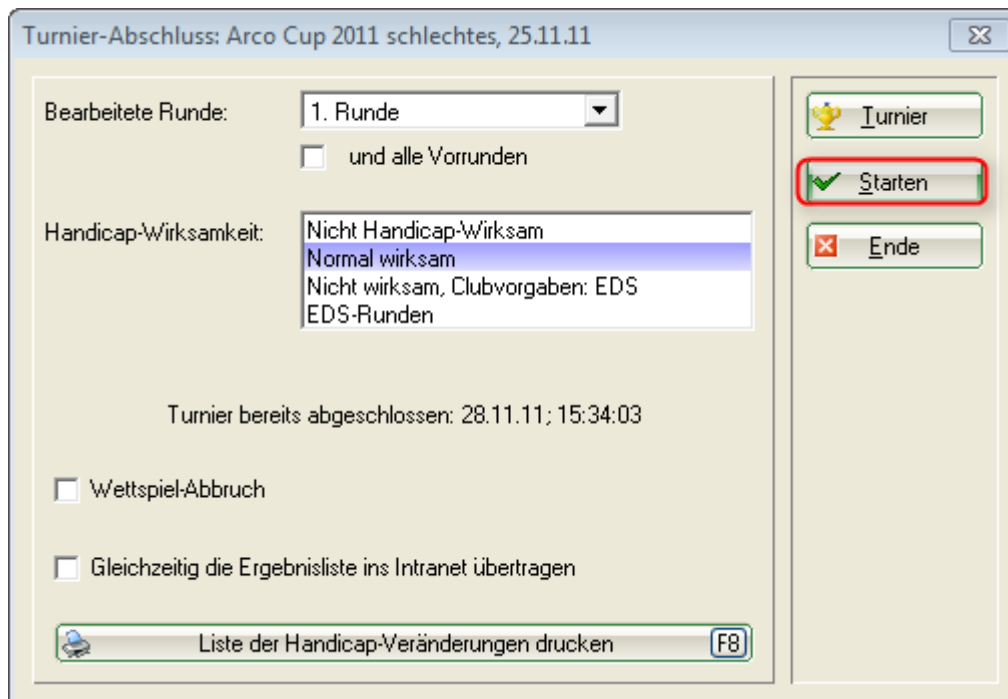 Turnier-Abschluss: Arco Cup 2011 schlechtes, 25.11.11
Bearbeitete Runde:
1. Runde
und alle Vorrunden
Handicap-Wirksamkeit:
Nicht Handicap-Wirksam
Normal wirksam
Nicht wirksam, Clubvorgaben: EDS
EDS-Runden
Turnier bereits abgeschlossen: 28.11.11; 15:34:03
Wettspiel-Abbruch
Gleichzeitig die Ergebnisliste ins Intranet übertragen
Liste der Handicap-Veränderungen drucken F8
Turnier
Starten
Ende